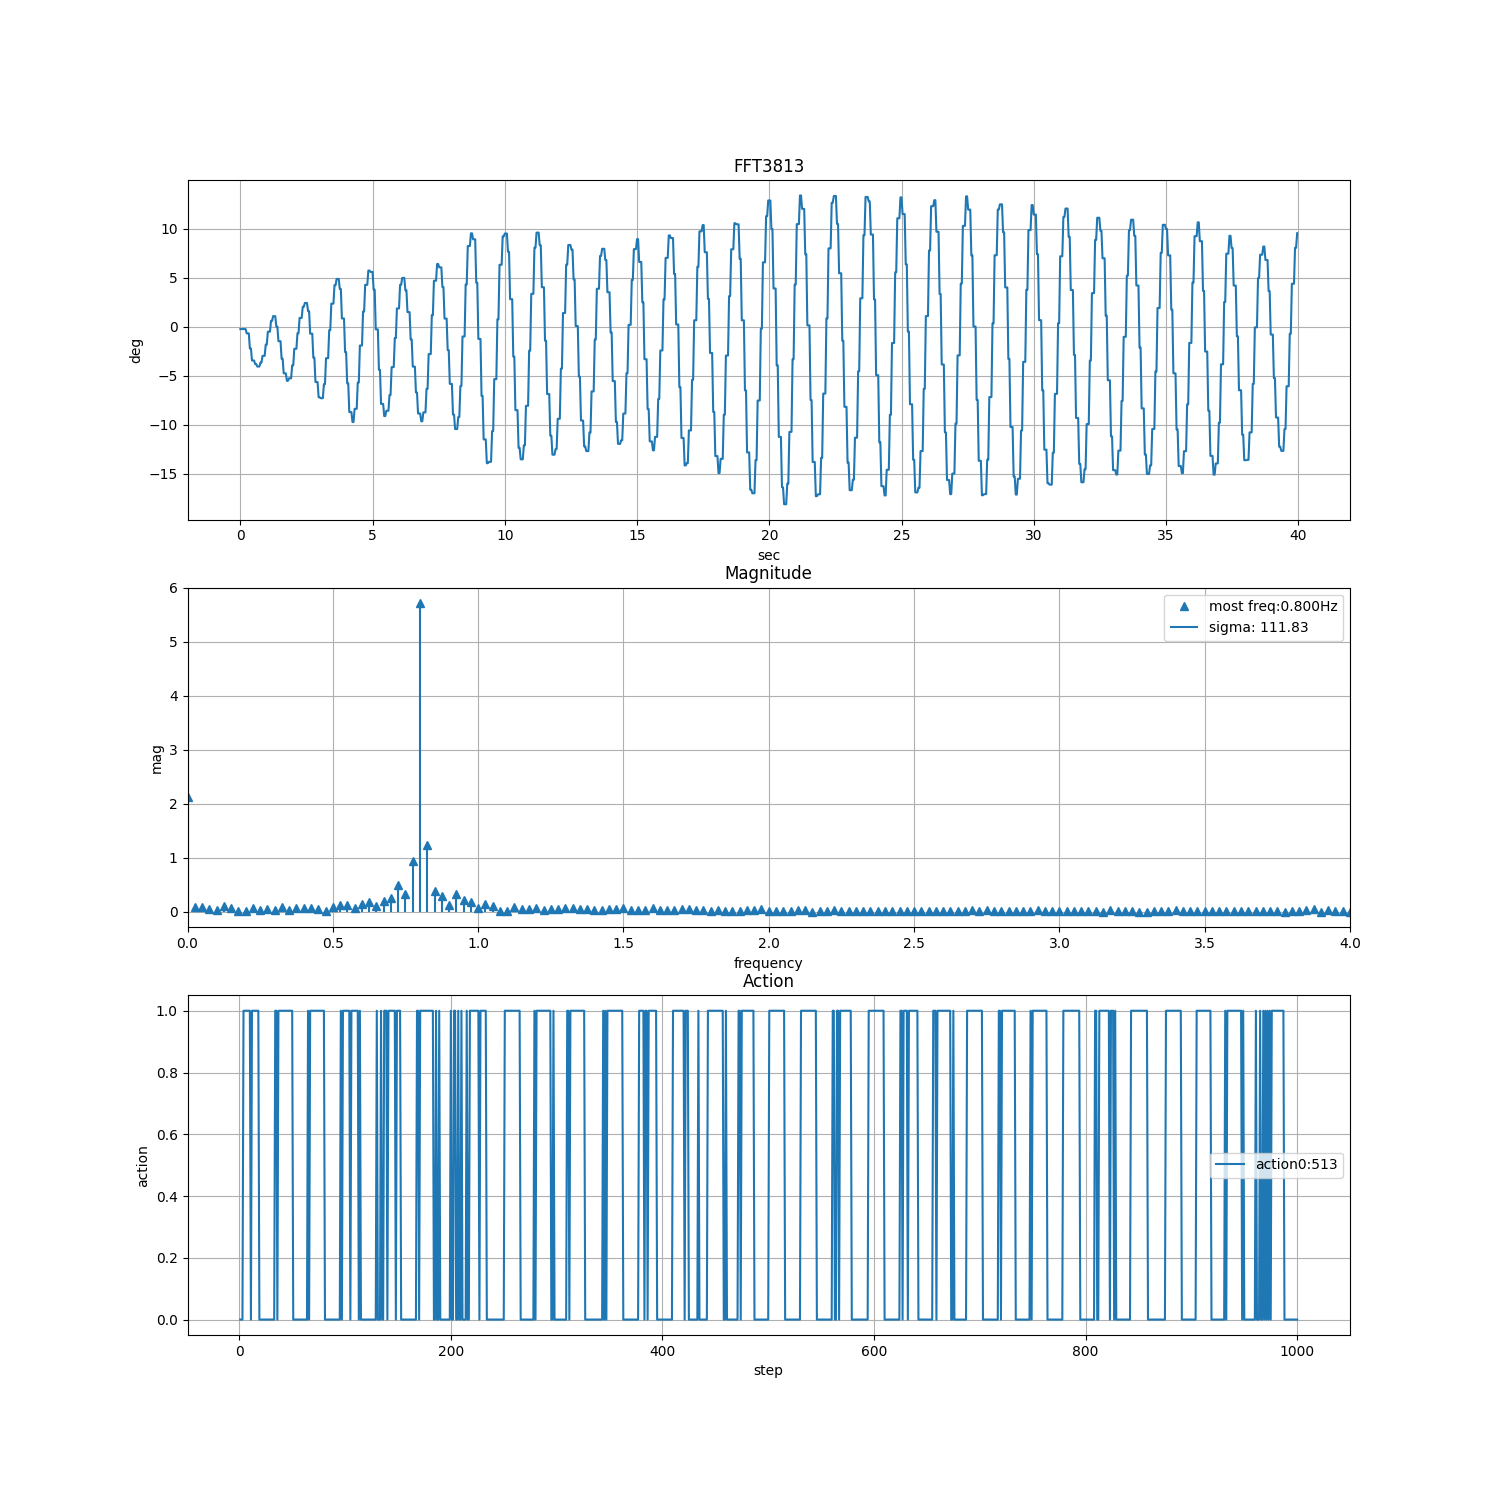 FFT3813
10
5
0
−5
−10
−15
deg
0 5 10 15 20 25 30 35 40
sec
Magnitude
6
5
4
3
2
1
0
mag
most freq:0.800Hz
sigma: 111.83
0.0 0.5 1.0 1.5 2.0 2.5 3.0 3.5 4.0
frequency
Action
1.0
0.8
0.6
0.4
0.2
0.0
action
action0:513
0 200 400 600 800 1000
step